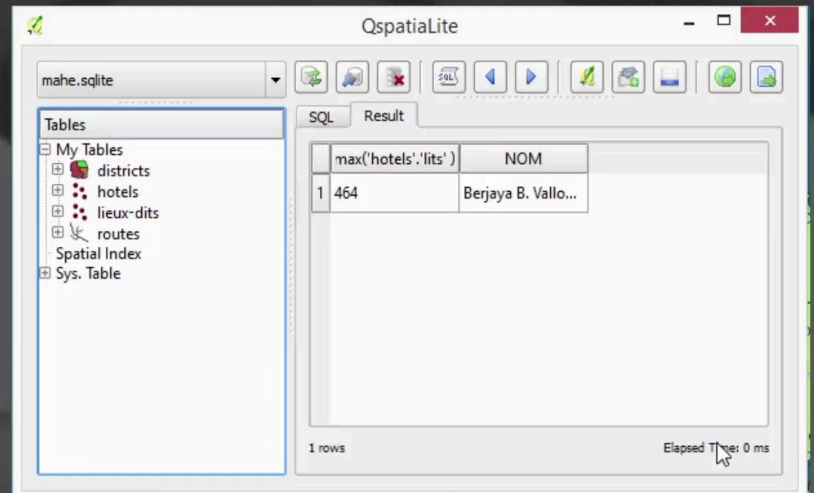 QspatiaLite
mahe.sqlite
SQL
Tables
My Tables
districts
hotels
lieux-dits
routes
Spatial Index
Sys. Table
SQL Result
max('hotels'.'lits' ) NOM
1 464 Berjaya B. Vallo...
1 rows
Elapsed Time: 0 ms